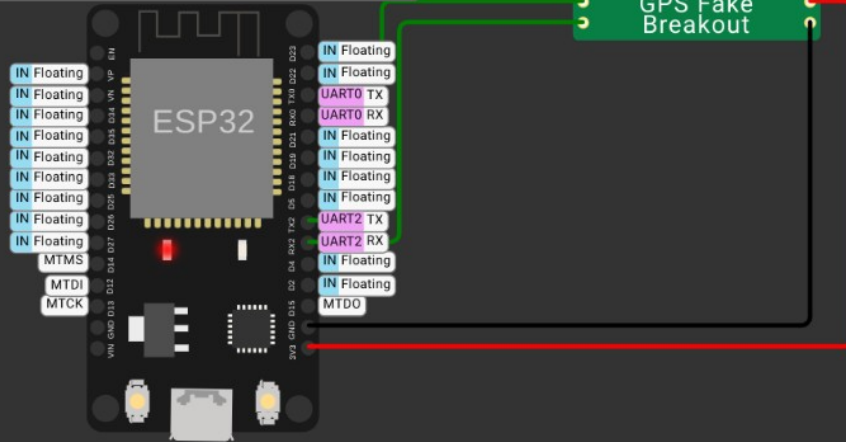 GPS Fake
Breakout
ESP32
EN
VP
VN
D34
D35
D32
D33
D25
D26
D27
D14
D12
D13
GND
VIN
IN Floating
IN Floating
IN Floating
IN Floating
IN Floating
IN Floating
IN Floating
IN Floating
IN Floating
MTMS
MTDI
MTCK
D23
D22
TX0
RX0
D21
D19
D18
D5
TX2
RX2
D4
D2
D15
GND
3V3
IN Floating
IN Floating
UART0 TX
UART0 RX
IN Floating
IN Floating
IN Floating
IN Floating
UART2 TX
UART2 RX
IN Floating
IN Floating
MTDO